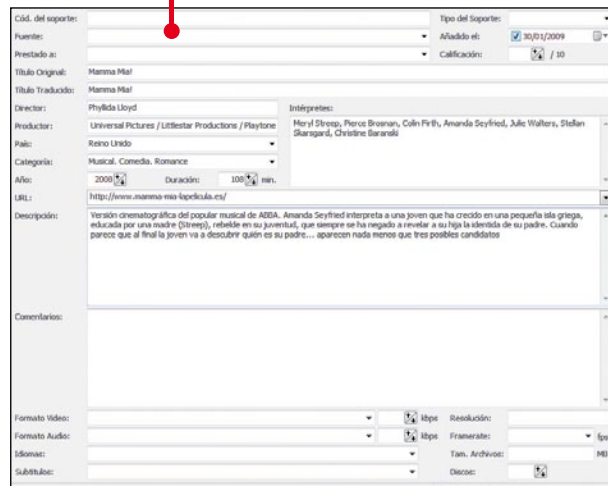 Cód. del soporte: Tipo del Soporte:
Fuente: Añadido el: 30/01/2009
Prestado a: Calificación: / 10
Título Original: Mamma Mia!
Título Traducido: Mamma Mia!
Director: Phyllida Lloyd Intérpretes:
Productor: Universal Pictures / Littlestar Productions / Playtone Meryl Streep, Pierce Brosnan, Colin Firth, Amanda Seyfried, Julie Walters, Stellan
Skarsgard, Christine Baranski
País: Reino Unido
Categoría: Musical. Comedia. Romance
Año: 2008 Duración: 108 min.
URL: http://www.mamma-mia-lapelicula.es/
Descripción: Versión cinematográfica del popular musical de ABBA. Amanda Seyfried interpreta a una joven que ha crecido en una pequeña isla griega,
educada por una madre (Streep), rebelde en su juventud, que siempre se ha negado a revelar a su hija la identida de su padre. Cuando
parece que al final la joven va a descubrir quién es su padre... aparecen nada menos que tres posibles candidatos
Comentarios:
Formato Video: kbps Resolución:
Formato Audio: kbps Framerate: fps
Idiomas: Tam. Archivos: MB
Subtítulos: Discos: